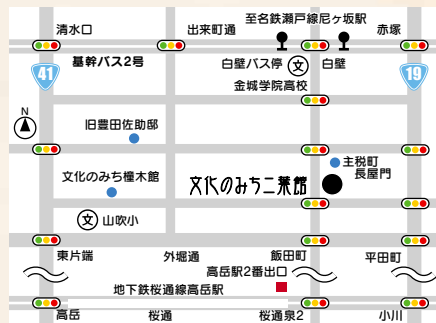 至名鉄瀬戸線尼ヶ坂駅
清水口
出来町通
赤塚
基幹バス2号
白壁バス停
文
白壁
41
19
金城学院高校
N
旧豊田佐助邸
主税町
長屋門
文化のみち橦木館
文化のみち二葉館
文
山吹小
東片端
外堀通
飯田町
平田町
高岳駅2番出口
地下鉄桜通線高岳駅
高岳
桜通
桜通泉2
小川